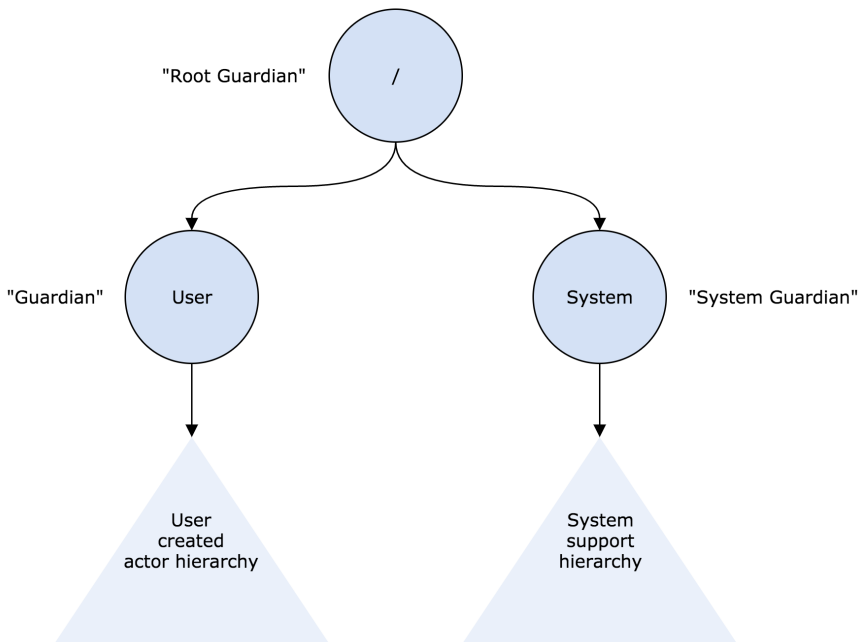 "Root Guardian"
/
"Guardian"
User
System
"System Guardian"
User
created
actor hierarchy
System
support
hierarchy